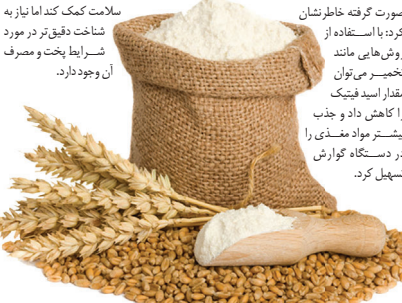 صورت گرفته خاطرنشان
کرد: با استفاده از
روش‌هایی مانند
تخمیر می‌توان
مقدار اسید فیتیک
را کاهش داد و جذب
بیشتر مواد مغذی را
در دستگاه گوارش
تسهیل کرد.
سلامت کمک کند اما نیاز به
شناخت دقیق‌تر در مورد
شرایط پخت و مصرف
آن وجود دارد.